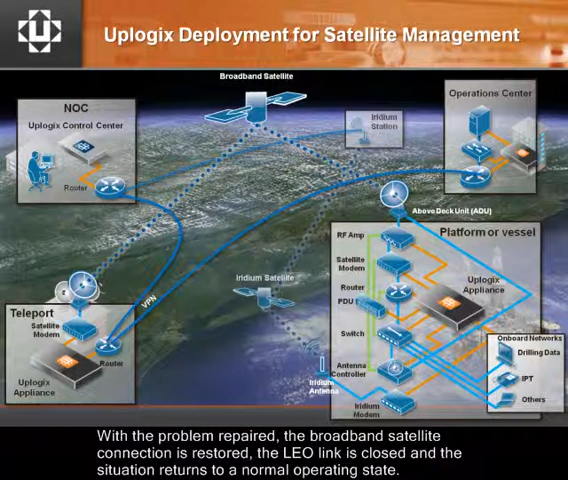 Uplogix Deployment for Satellite Management
Broadband Satellite
NOC
Uplogix Control Center
Router
Iridium
Station
Operations Center
Above Deck Unit (ADU)
Platform or vessel
RF Amp
Satellite
Modem
Router
PDU
Switch
Antenna
Controller
Iridium
Modem
Uplogix
Appliance
Onboard Networks
Drilling Data
IPT
Others
Iridium Satellite
Iridium
Antenna
VPN
Teleport
Satellite
Modem
Router
Uplogix
Appliance
With the problem repaired, the broadband satellite
connection is restored, the LEO link is closed and the
situation returns to a normal operating state.